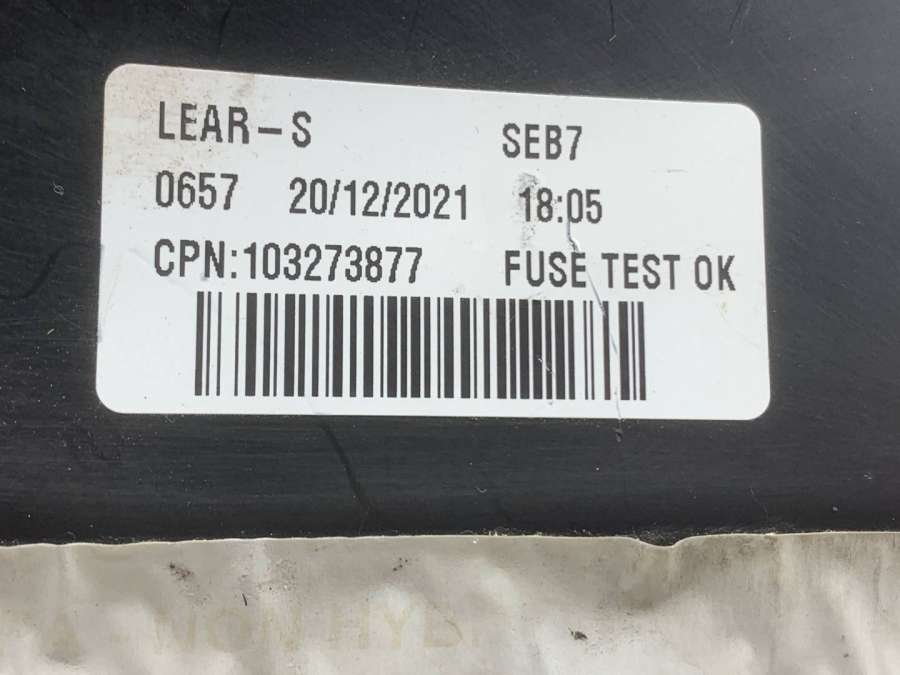 LEAR-S SEB7
0657 20/12/2021 18:05
CPN:103273877 FUSE TEST OK